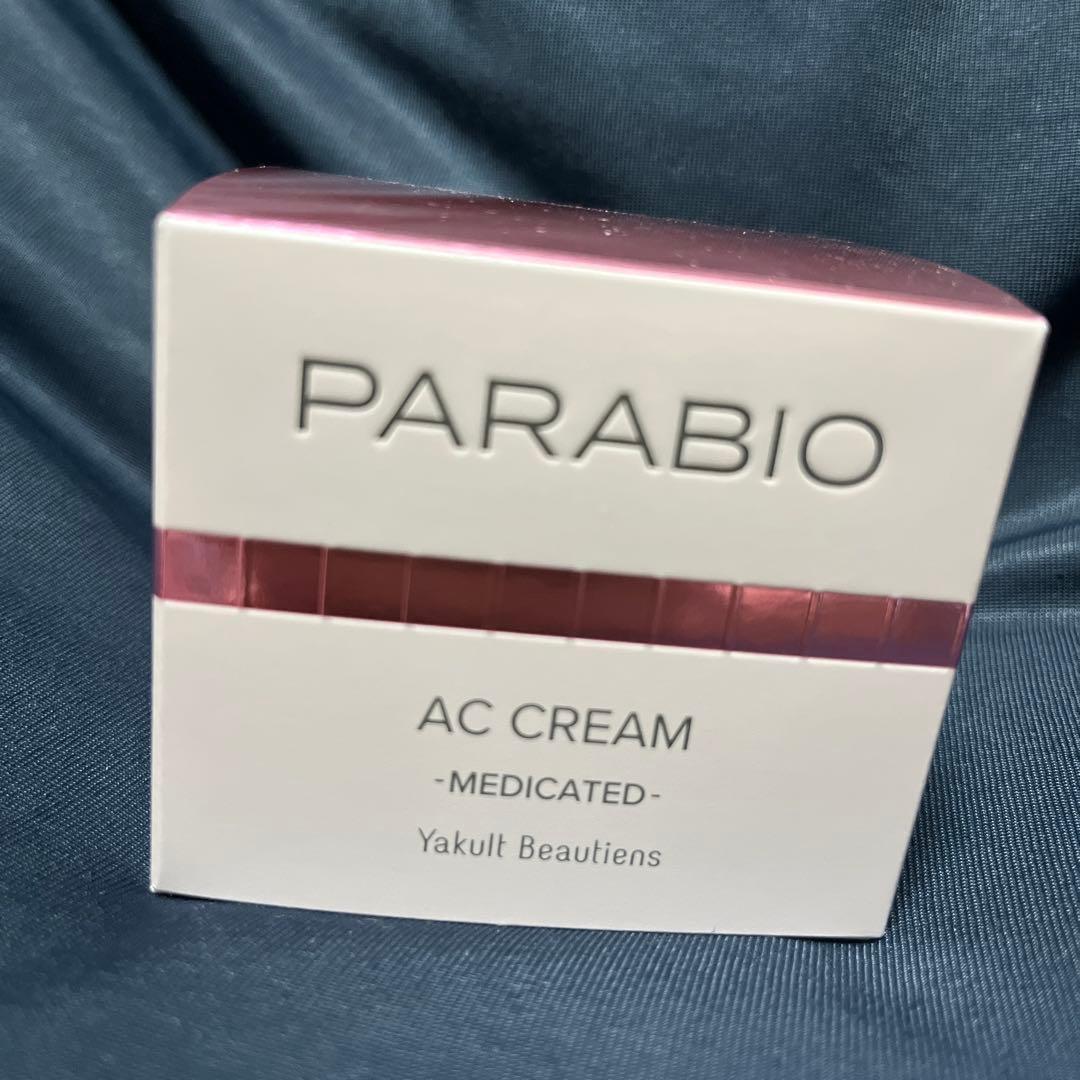 PARABIO
AC CREAM
-MEDICATED-
Yakult Beautiens